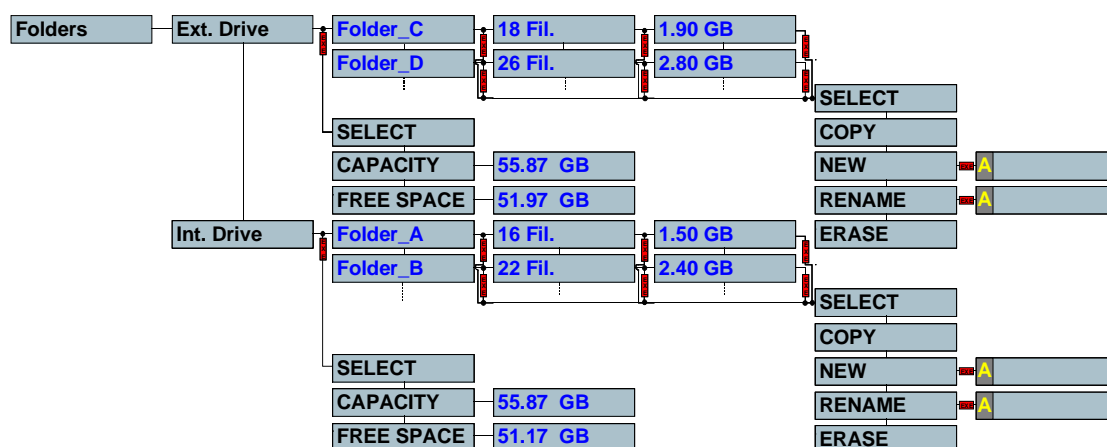 Folders Ext. Drive Folder_C 18 Fil. 1.90 GB
Folder_D 26 Fil. 2.80 GB
SELECT
SELECT COPY
CAPACITY 55.87 GB NEW A
FREE SPACE 51.97 GB RENAME A
Int. Drive Folder_A 16 Fil. 1.50 GB ERASE
Folder_B 22 Fil. 2.40 GB
SELECT
COPY
SELECT NEW A
CAPACITY 55.87 GB RENAME A
FREE SPACE 51.17 GB ERASE